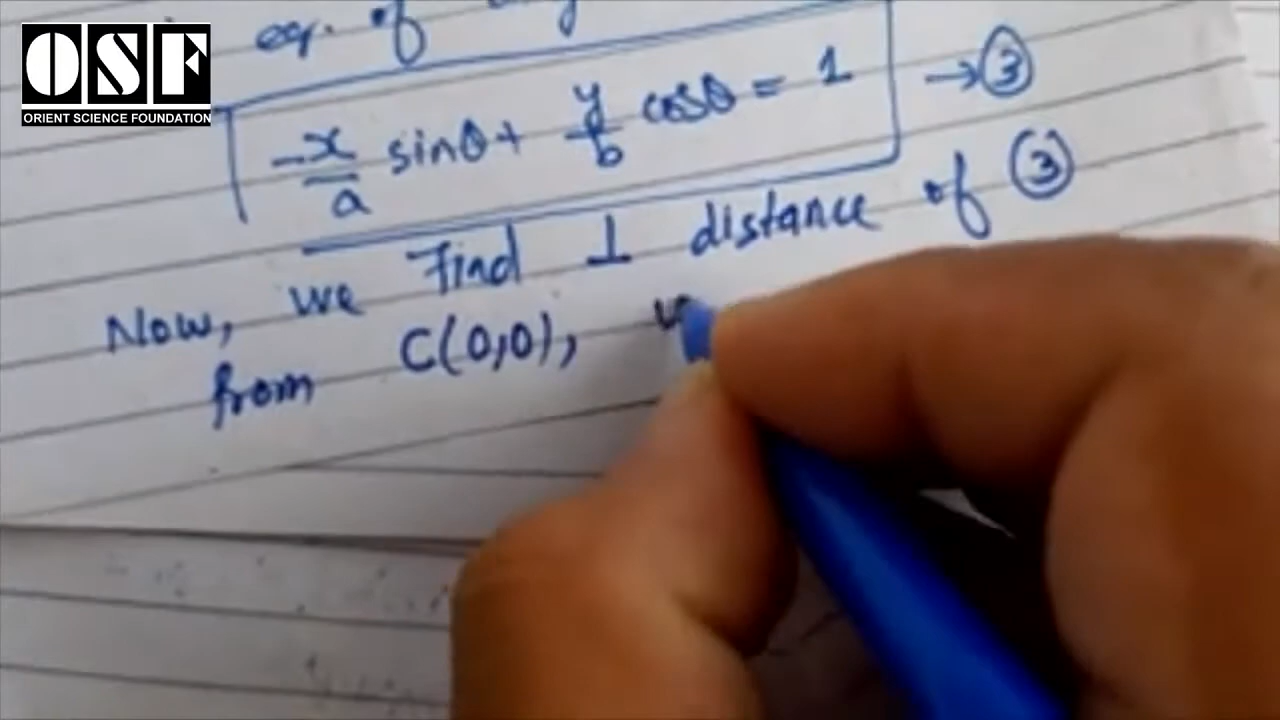 OSF
ORIENT SCIENCE FOUNDATION
eq. of
-x/a sinθ + y/b cosθ = 1 → ③
Now, we Find ⊥ distance of ③
from C(0,0),